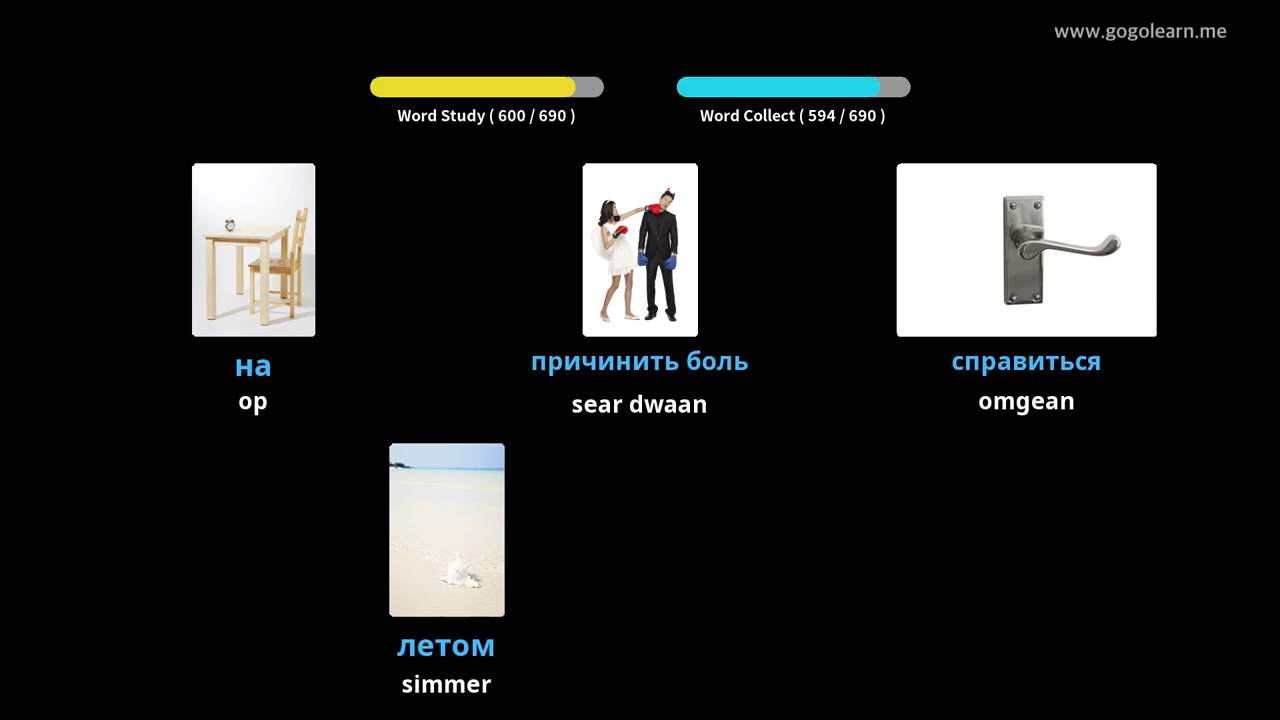 www.gogolearn.me
Word Study ( 600 / 690 )
Word Collect ( 594 / 690 )
на
op
причинить боль
sear dwaan
справиться
omgean
летом
simmer